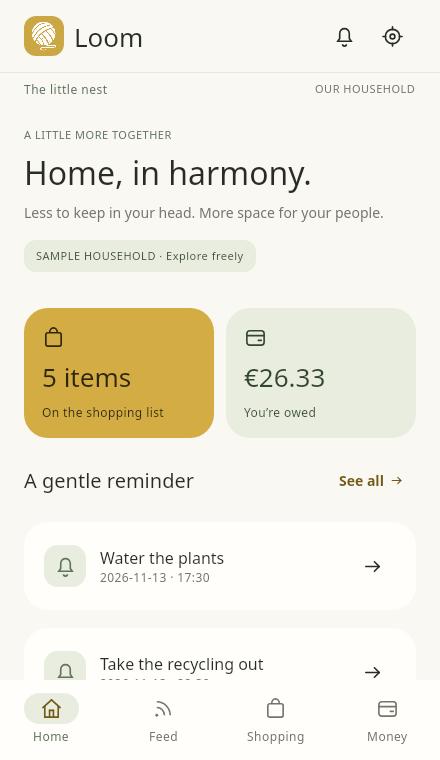 Loom
The little nest
OUR HOUSEHOLD
A LITTLE MORE TOGETHER
Home, in harmony.
Less to keep in your head. More space for your people.
SAMPLE HOUSEHOLD · Explore freely
5 items
On the shopping list
€26.33
You’re owed
A gentle reminder
See all →
Water the plants
2026-11-13 · 17:30
Take the recycling out
Home
Feed
Shopping
Money